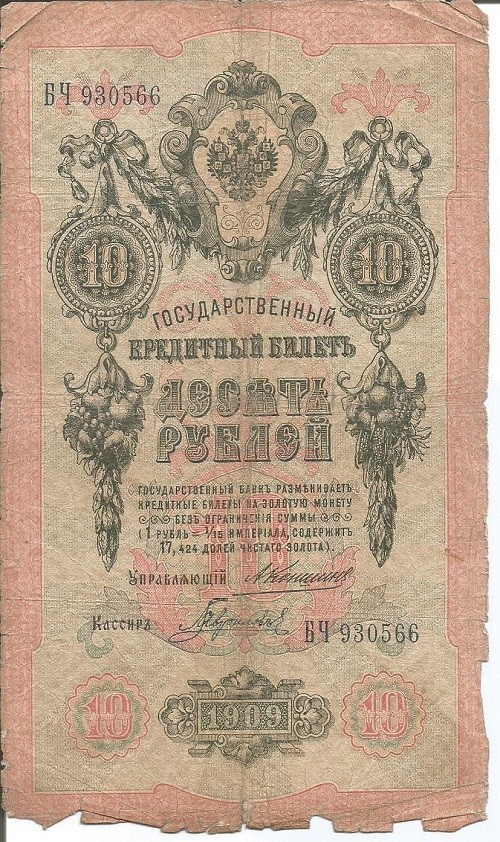 БЧ 930566
10 10
ГОСУДАРСТВЕННЫЙ
КРЕДИТНЫЙ БИЛЕТЪ
ДЕСЯТЬ
РУБЛЕЙ
ГОСУДАРСТВЕННЫЙ БАНКЪ РАЗМѢНИВАЕТЪ
КРЕДИТНЫЕ БИЛЕТЫ НА ЗОЛОТУЮ МОНЕТУ
БЕЗЪ ОГРАНИЧЕНІЯ СУММЫ
(1 РУБЛЬ = 1/15 ИМПЕРІАЛА, СОДЕРЖИТЪ
17,424 ДОЛЕЙ ЧИСТАГО ЗОЛОТА).
УПРАВЛЯЮЩІЙ
КАССИРЪ
БЧ 930566
10 1909 10